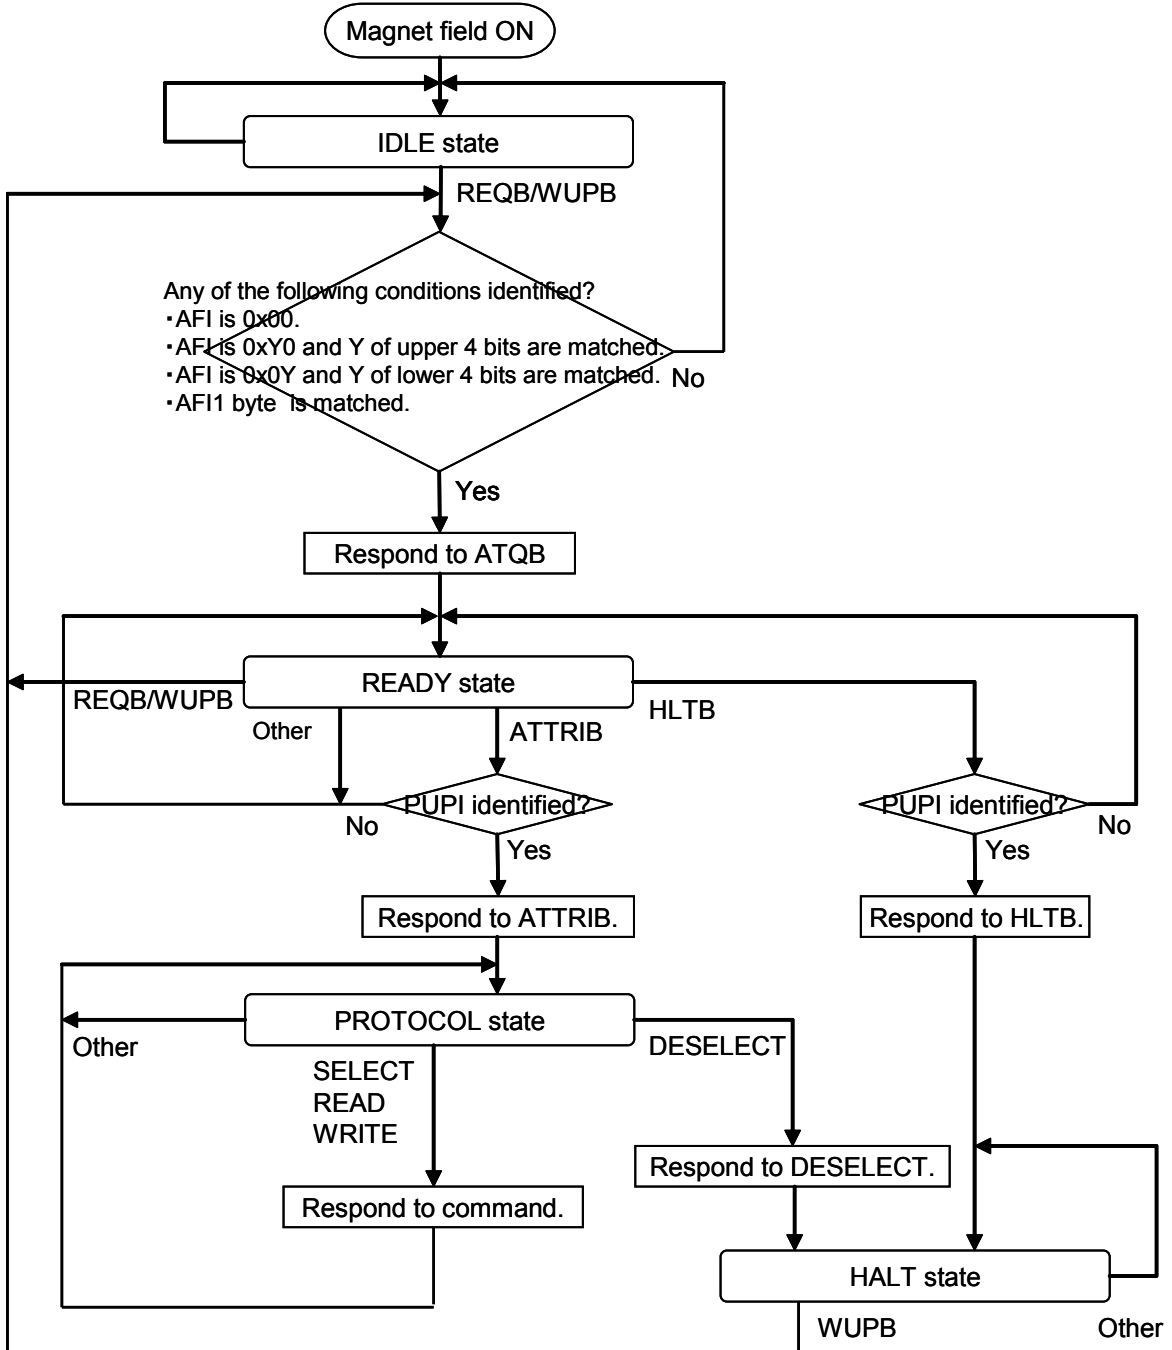 Magnet field ON
IDLE state
REQB/WUPB
Any of the following conditions identified?
・AFI is 0x00.
・AFI is 0xY0 and Y of upper 4 bits are matched.
・AFI is 0x0Y and Y of lower 4 bits are matched.
・AFI1 byte is matched.
No
Yes
Respond to ATQB
READY state
REQB/WUPB
Other
ATTRIB
HLTB
PUPI identified?
No
Yes
PUPI identified?
No
Yes
Respond to ATTRIB.
Respond to HLTB.
PROTOCOL state
Other
SELECT
READ
WRITE
DESELECT
Respond to DESELECT.
Respond to command.
HALT state
WUPB
Other